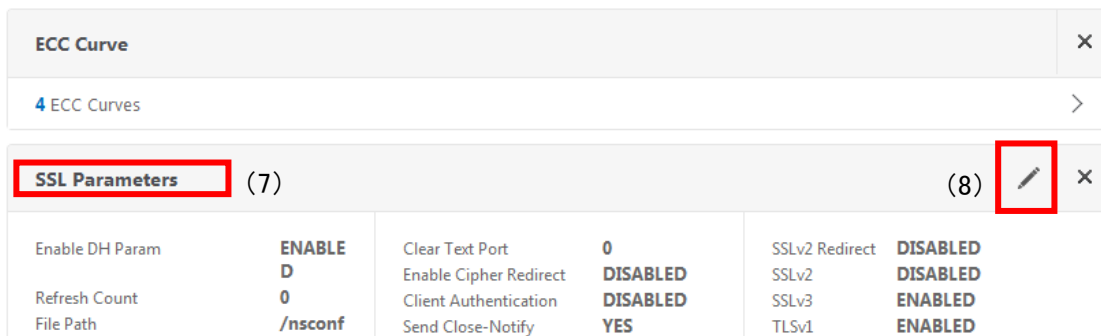 ECC Curve
4 ECC Curves
SSL Parameters (7) (8)
Enable DH Param ENABLE
D
Refresh Count 0
File Path /nsconf
Clear Text Port 0
Enable Cipher Redirect DISABLED
Client Authentication DISABLED
Send Close-Notify YES
SSLv2 Redirect DISABLED
SSLv2 DISABLED
SSLv3 ENABLED
TLSv1 ENABLED